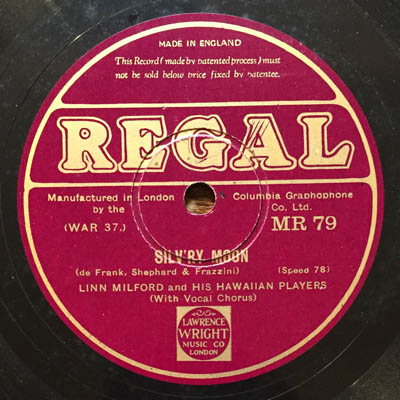 MADE IN ENGLAND
This Record (made by patented process) must
not be sold below price fixed by patentee.
REGAL
Manufactured in London Columbia Graphophone
by the Co. Ltd.
(WAR 37.) MR 79
SILV'RY MOON
(de Frank, Shephard & Frazzini) (Speed 78)
LINN MILFORD and HIS HAWAIIAN PLAYERS
(With Vocal Chorus)
LAWRENCE
WRIGHT
MUSIC CO
LONDON